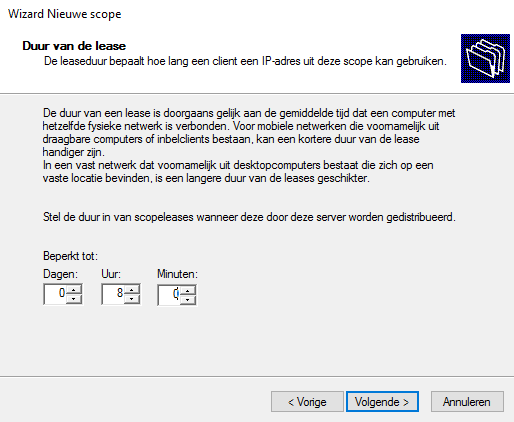 Wizard Nieuwe scope
Duur van de lease
De leaseduur bepaalt hoe lang een client een IP-adres uit deze scope kan gebruiken.
De duur van een lease is doorgaans gelijk aan de gemiddelde tijd dat een computer met
hetzelfde fysieke netwerk is verbonden. Voor mobiele netwerken die voornamelijk uit
draagbare computers of inbelclients bestaan, kan een kortere duur van de lease
handiger zijn.
In een vast netwerk dat voornamelijk uit desktopcomputers bestaat die zich op een
vaste locatie bevinden, is een langere duur van de leases geschikter.
Stel de duur in van scopeleases wanneer deze door deze server worden gedistribueerd.
Beperkt tot:
Dagen: Uur: Minuten:
0 8 0
< Vorige Volgende > Annuleren